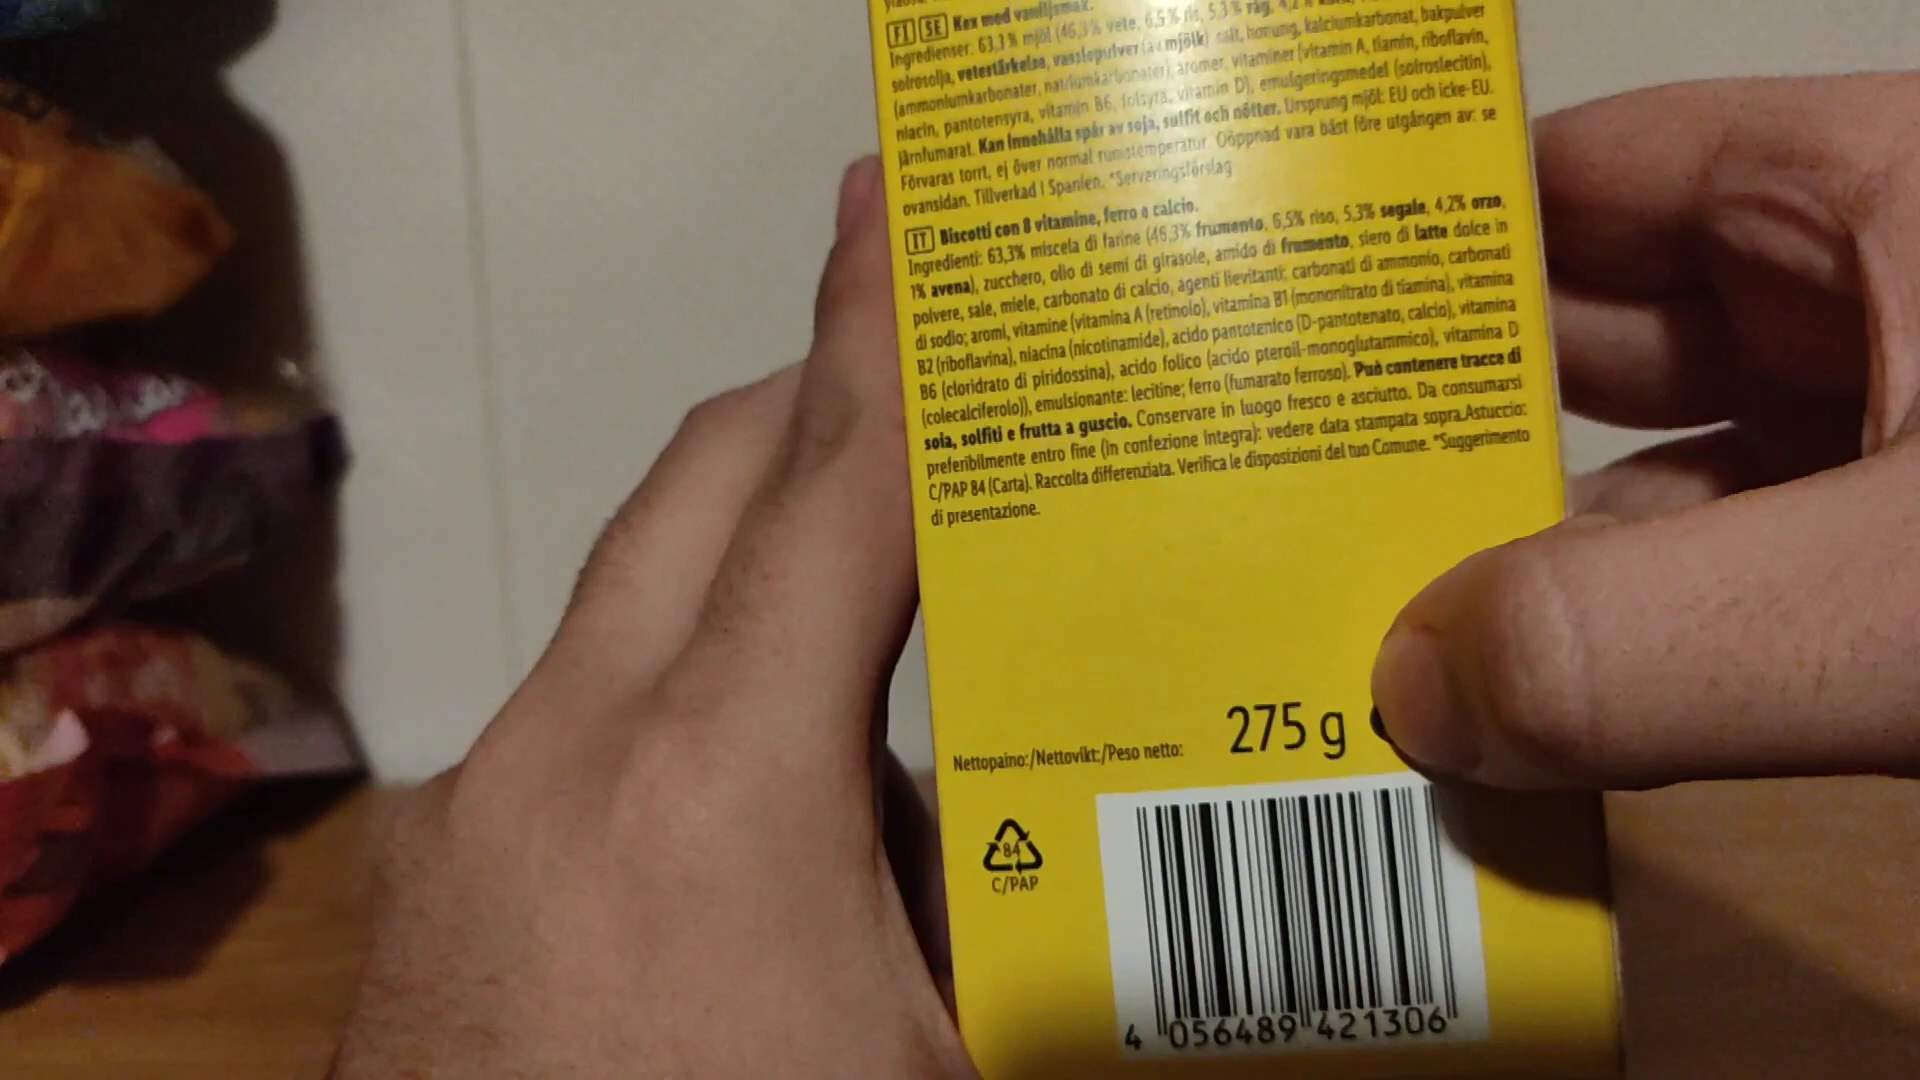 FI SE Kex med vaniljsmak.
Ingredienser: 63,3 % mjöl (46,3 % vete, 6,5 % ris, 5,3 % råg, 4,2 %
solrosolja, vetestärkelse, vasslepulver (av mjölk) salt, honung, kalciumkarbonat, bakpulver
(ammoniumkarbonater, natriumkarbonater), aromer, vitaminer (vitamin A, tiamin, riboflavin,
niacin, pantotensyra, vitamin B6, folsyra, vitamin D), emulgeringsmedel (solroslecitin),
järnfumarat. Kan innehålla spår av soja, sulfit och nötter. Ursprung mjöl: EU och icke-EU.
Förvaras torrt, ej över normal rumstemperatur. Oöppnad vara bäst före utgången av: se
ovansidan. Tillverkad i Spanien. *Serveringsförslag
IT Biscotti con 8 vitamine, ferro e calcio.
Ingredienti: 63,3% miscela di farine (46,3% frumento, 6,5% riso, 5,3% segale, 4,2% orzo,
1% avena), zucchero, olio di semi di girasole, amido di frumento, siero di latte dolce in
polvere, sale, miele, carbonato di calcio, agenti lievitanti: carbonati di ammonio, carbonati
di sodio; aromi, vitamine (vitamina A (retinolo), vitamina B1 (mononitrato di tiamina), vitamina
B2 (riboflavina), niacina (nicotinamide), acido pantotenico (D-pantotenato, calcio), vitamina
B6 (cloridrato di piridossina), acido folico (acido pteroil-monoglutammico), vitamina D
(colecalciferolo)), emulsionante: lecitine; ferro (fumarato ferroso). Può contenere tracce di
soia, solfiti e frutta a guscio. Conservare in luogo fresco e asciutto. Da consumarsi
preferibilmente entro fine (in confezione integra): vedere data stampata sopra.Astuccio:
C/PAP 84 (Carta). Raccolta differenziata. Verifica le disposizioni del tuo Comune. *Suggerimento
di presentazione.
Nettopaino:/Nettovikt:/Peso netto: 275 g
84
C/PAP
4 056489 421306